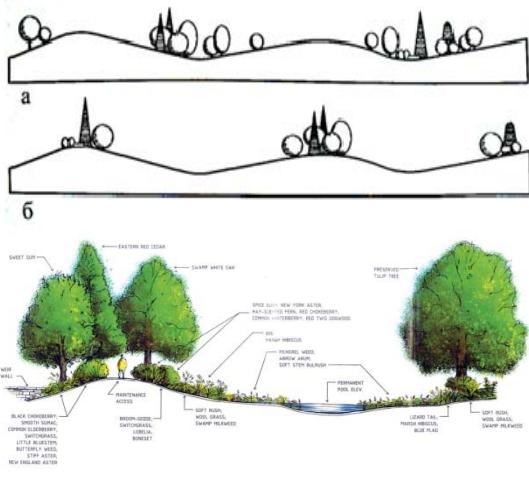 а
б
EASTERN RED CEDAR
SWEET GUM
SWAMP WHITE OAK
PRESERVED
TULIP TREE
SPICE BUSH, NEW YORK ASTER,
HAY-SCENTED FERN, RED CHOKEBERRY,
COMMON WINTERBERRY, RED TWIG DOGWOOD
MARSH HIBISCUS
PICKEREL WEED,
ARROW ARUM,
SOFT STEM BULRUSH
WEIR
WALL
PERMANENT
POOL ELEV.
MAINTENANCE
ACCESS
BLACK CHOKEBERRY,
SMOOTH SUMAC,
COMMON ELDERBERRY,
SWITCHGRASS,
LITTLE BLUESTEM,
BUTTERFLY WEED,
STIFF ASTER,
NEW ENGLAND ASTER
BROOM-SEDGE,
SWITCHGRASS,
LOBELIA,
BONESET
SOFT RUSH,
WOOL GRASS,
SWAMP MILKWEED
LIZARD TAIL,
MARSH HIBISCUS,
BLUE FLAG
SOFT RUSH,
WOOL GRASS,
SWAMP MILKWEED